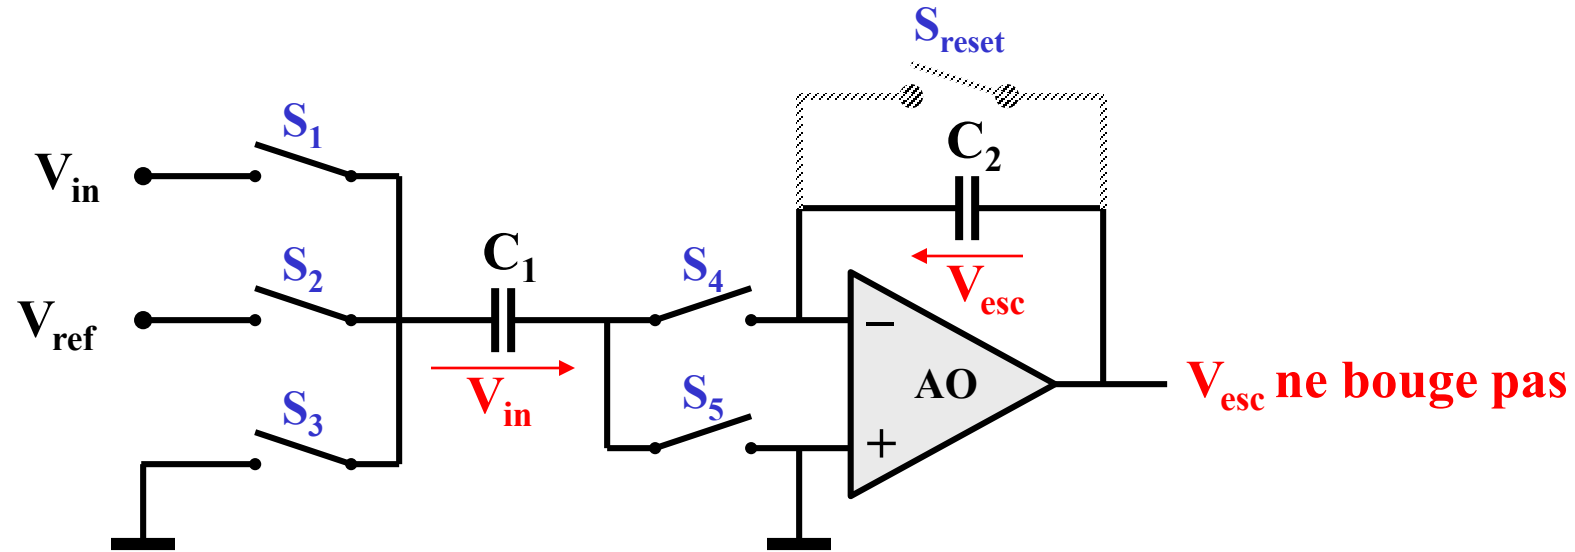 S_reset
S_1
C_2
V_in
S_2
C_1
S_4
V_esc
V_ref
−
AO
V_esc ne bouge pas
V_in
S_3
S_5
+